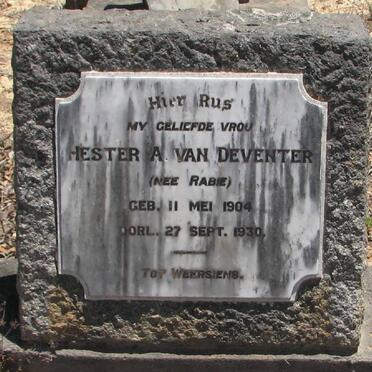 Hier Rus
MY GELIEFDE VROU
HESTER A. VAN DEVENTER
(NEE RABIE)
GEB. 11 MEI 1904
OORL. 27 SEPT. 1930.
TOT WEERSIENS.